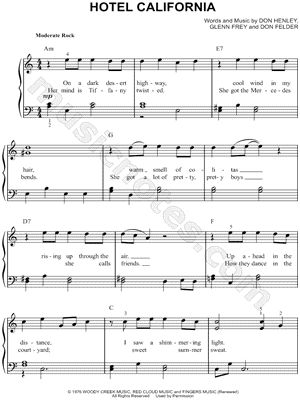 HOTEL CALIFORNIA
Words and Music by DON HENLEY,
GLENN FREY and DON FELDER
Moderate Rock
Am E7
On a dark des - ert high - way, cool wind in my
Her mind is Tif - fa - ny twist - ed. She got the Mer - ce - des
G
hair, warm_ smell of co - li - tas
bends. She got a lot of pret - ty, pret - ty boys
D7 F
ris - ing up through the air. Up a - head in the
she calls friends. How they dance in the
C
dis - tance, I saw a shim - mer - ing light.
court - yard; sweet sum - mer sweat.
© 1976 WOODY CREEK MUSIC, RED CLOUD MUSIC and FINGERS MUSIC (Renewed)
All Rights Reserved Used by Permission
musicnotes.com